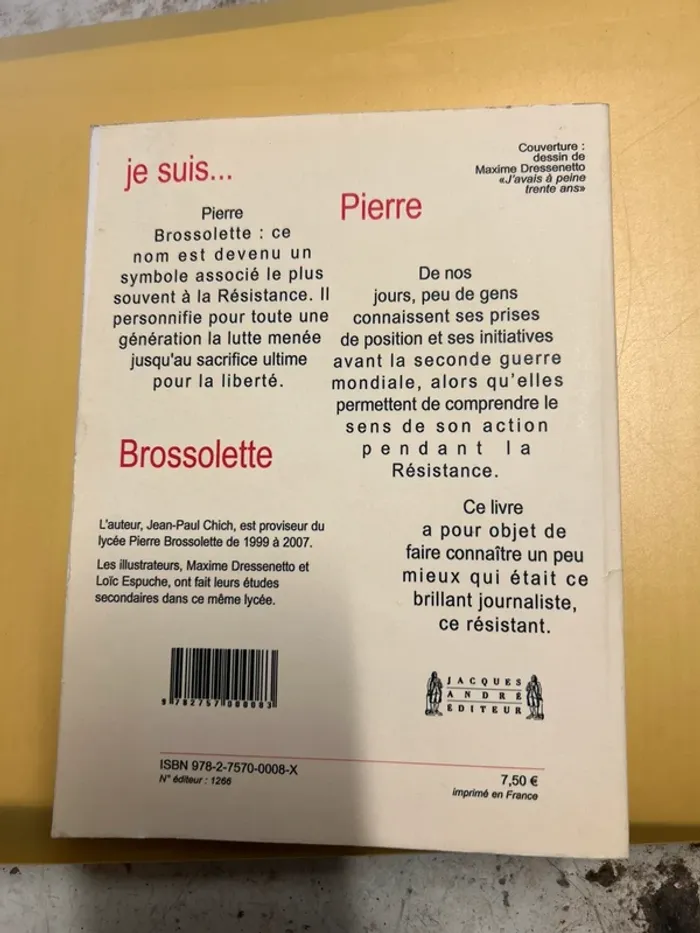 je suis...
Pierre
Brossolette : ce
nom est devenu un
symbole associé le plus
souvent à la Résistance. Il
personnifie pour toute une
génération la lutte menée
jusqu'au sacrifice ultime
pour la liberté.
Couverture :
dessin de
Maxime Dressenetto
«J'avais à peine
trente ans»
Pierre
De nos
jours, peu de gens
connaissent ses prises
de position et ses initiatives
avant la seconde guerre
mondiale, alors qu'elles
permettent de comprendre le
sens de son action
pendant la
Résistance.
Brossolette
Ce livre
a pour objet de
faire connaître un peu
mieux qui était ce
brillant journaliste,
ce résistant.
L'auteur, Jean-Paul Chich, est proviseur du
lycée Pierre Brossolette de 1999 à 2007.
Les illustrateurs, Maxime Dressenetto et
Loïc Espuche, ont fait leurs études
secondaires dans ce même lycée.
9 782757 000083
JACQUES
ANDRÉ
ÉDITEUR
ISBN 978-2-7570-0008-X
N° éditeur : 1266
7,50 €
imprimé en France